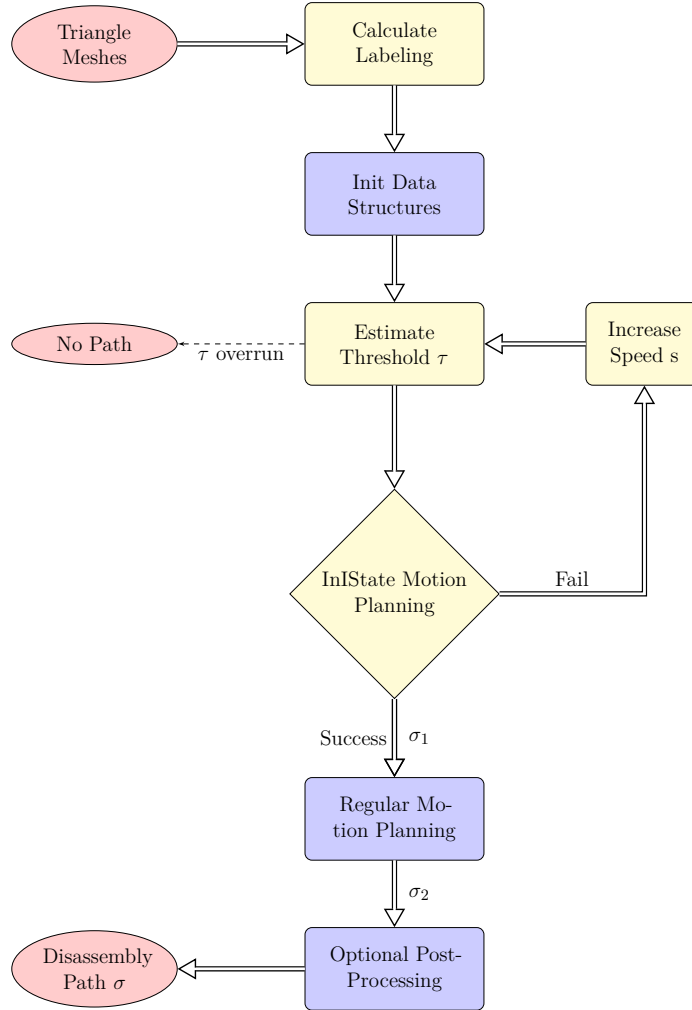 Triangle
Meshes
Calculate
Labeling
Init Data
Structures
No Path
τ overrun
Estimate
Threshold τ
Increase
Speed s
InIState Motion
Planning
Fail
Success
σ₁
Regular Mo-
tion Planning
σ₂
Disassembly
Path σ
Optional Post-
Processing